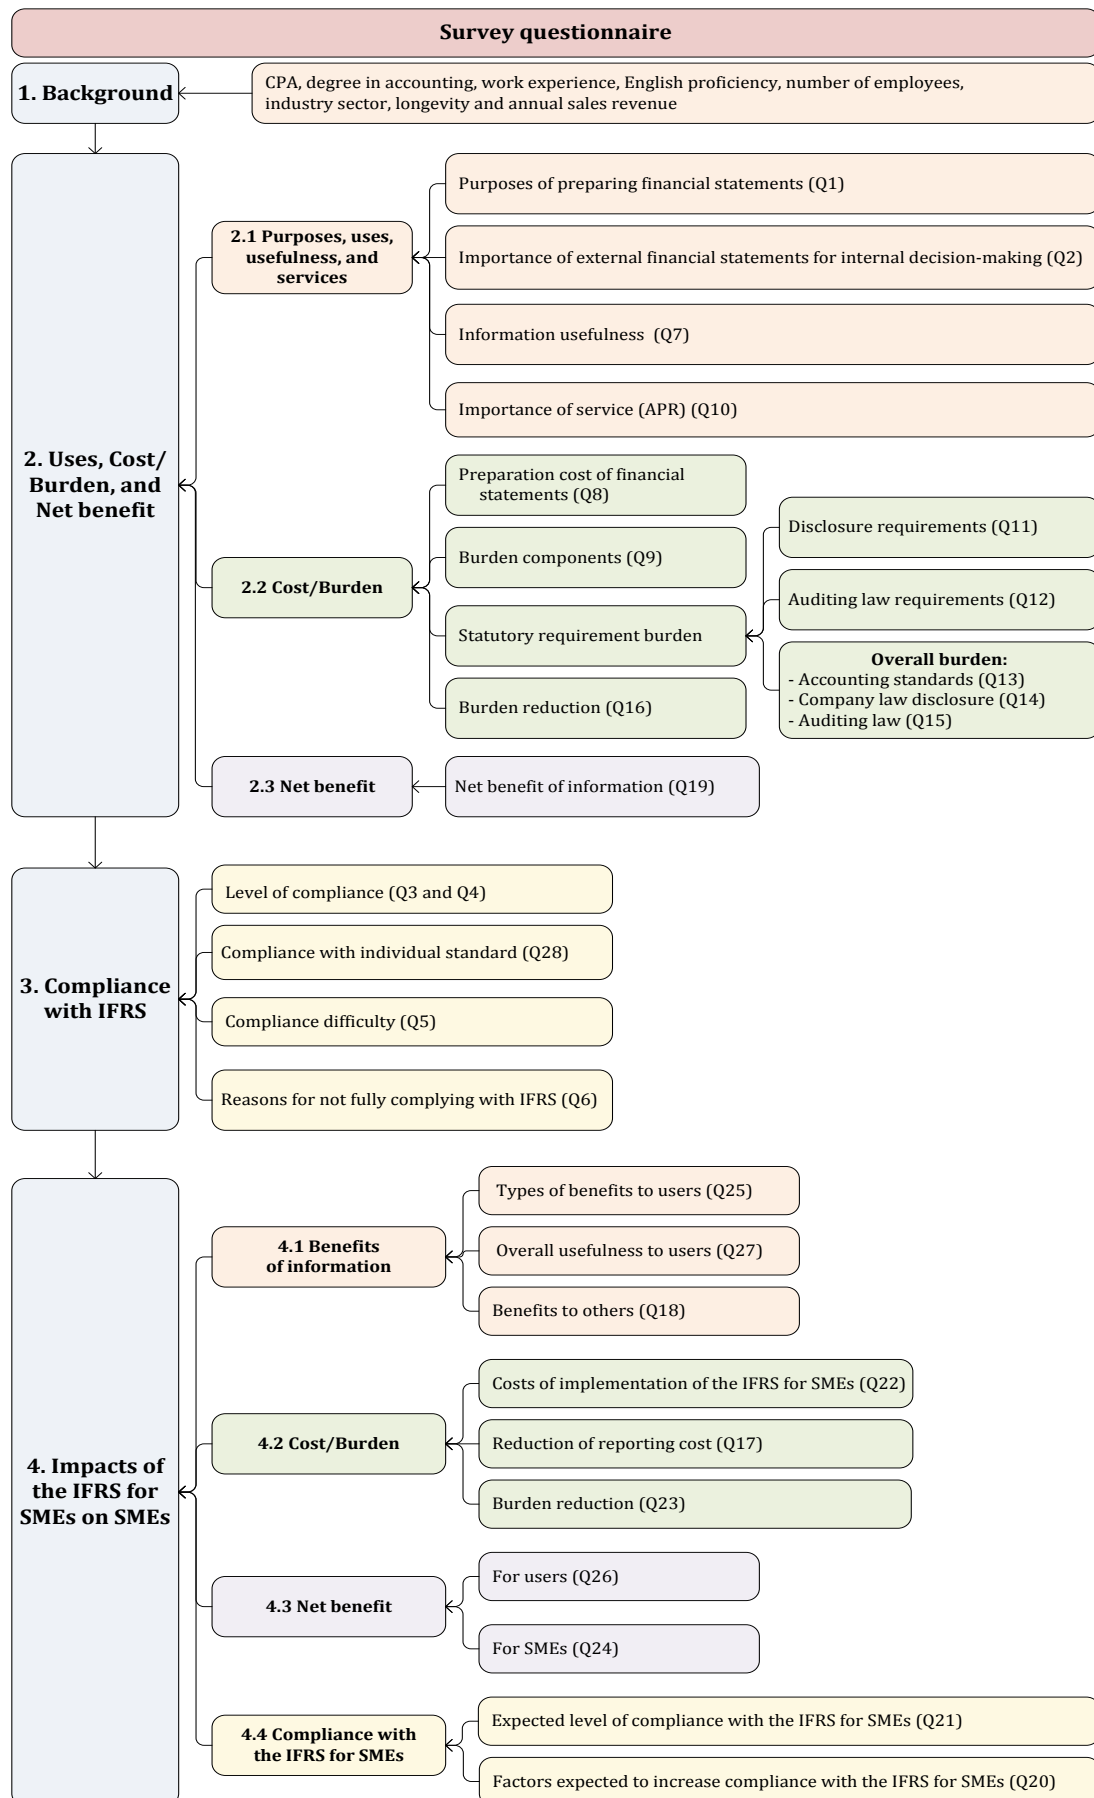 Survey questionnaire
1. Background
CPA, degree in accounting, work experience, English proficiency, number of employees,
industry sector, longevity and annual sales revenue
2. Uses, Cost/
Burden, and
Net benefit
2.1 Purposes, uses,
usefulness, and
services
Purposes of preparing financial statements (Q1)
Importance of external financial statements for internal decision-making (Q2)
Information usefulness  (Q7)
Importance of service (APR) (Q10)
2.2 Cost/Burden
Preparation cost of financial
statements (Q8)
Burden components (Q9)
Statutory requirement burden
Disclosure requirements (Q11)
Auditing law requirements (Q12)
Overall burden:
- Accounting standards (Q13)
- Company law disclosure (Q14)
- Auditing law (Q15)
Burden reduction (Q16)
2.3 Net benefit
Net benefit of information (Q19)
3. Compliance
with IFRS
Level of compliance (Q3 and Q4)
Compliance with individual standard (Q28)
Compliance difficulty (Q5)
Reasons for not fully complying with IFRS (Q6)
4. Impacts of
the IFRS for
SMEs on SMEs
4.1 Benefits
of information
Types of benefits to users (Q25)
Overall usefulness to users (Q27)
Benefits to others (Q18)
4.2 Cost/Burden
Costs of implementation of the IFRS for SMEs (Q22)
Reduction of reporting cost (Q17)
Burden reduction (Q23)
4.3 Net benefit
For users (Q26)
For SMEs (Q24)
4.4 Compliance with
the IFRS for SMEs
Expected level of compliance with the IFRS for SMEs (Q21)
Factors expected to increase compliance with the IFRS for SMEs (Q20)